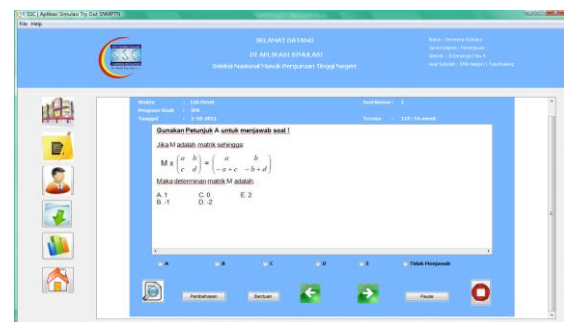 SSC | Aplikasi Simulasi Try Out SNMPTN
File Help
SELAMAT DATANG
DI APLIKASI SIMULASI
Seleksi Nasional Masuk Perguruan Tinggi Negeri
SSC
Waktu : 120 Menit
Soal Nomor : 1
Program Studi : IPA
Tanggal : 1-10-2011
Tersisa : 119 : 54 menit
Gunakan Petunjuk A untuk menjawab soal !
Jika M adalah matrik sehingga:
M x (a b c d) = (a b -a+c -b+d)
Maka determinan matrik M adalah:
A. 1 C. 0 E. 2
B. -1 D. -2
A B C D E Tidak Menjawab
Pembahasan Bantuan Pause